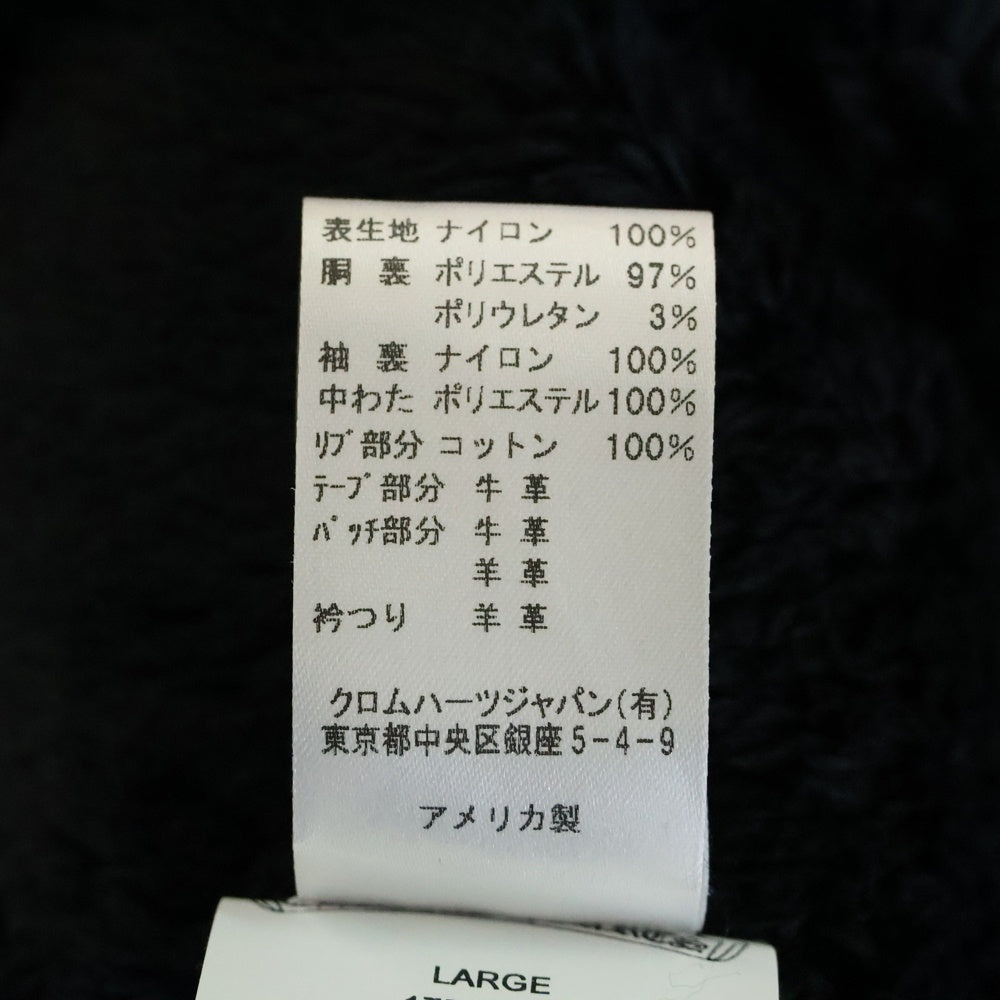 表生地 ナイロン 100%
胴 裏 ポリエステル 97%
ポリウレタン 3%
袖 裏 ナイロン 100%
中わた ポリエステル 100%
ﾘﾌﾞ部分 コットン 100%
ﾃｰﾌﾟ部分 牛 革
ﾊﾟｯﾁ部分 牛 革
羊 革
衿つり 羊 革
クロムハーツジャパン(有)
東京都中央区銀座5-4-9
アメリカ製
LARGE